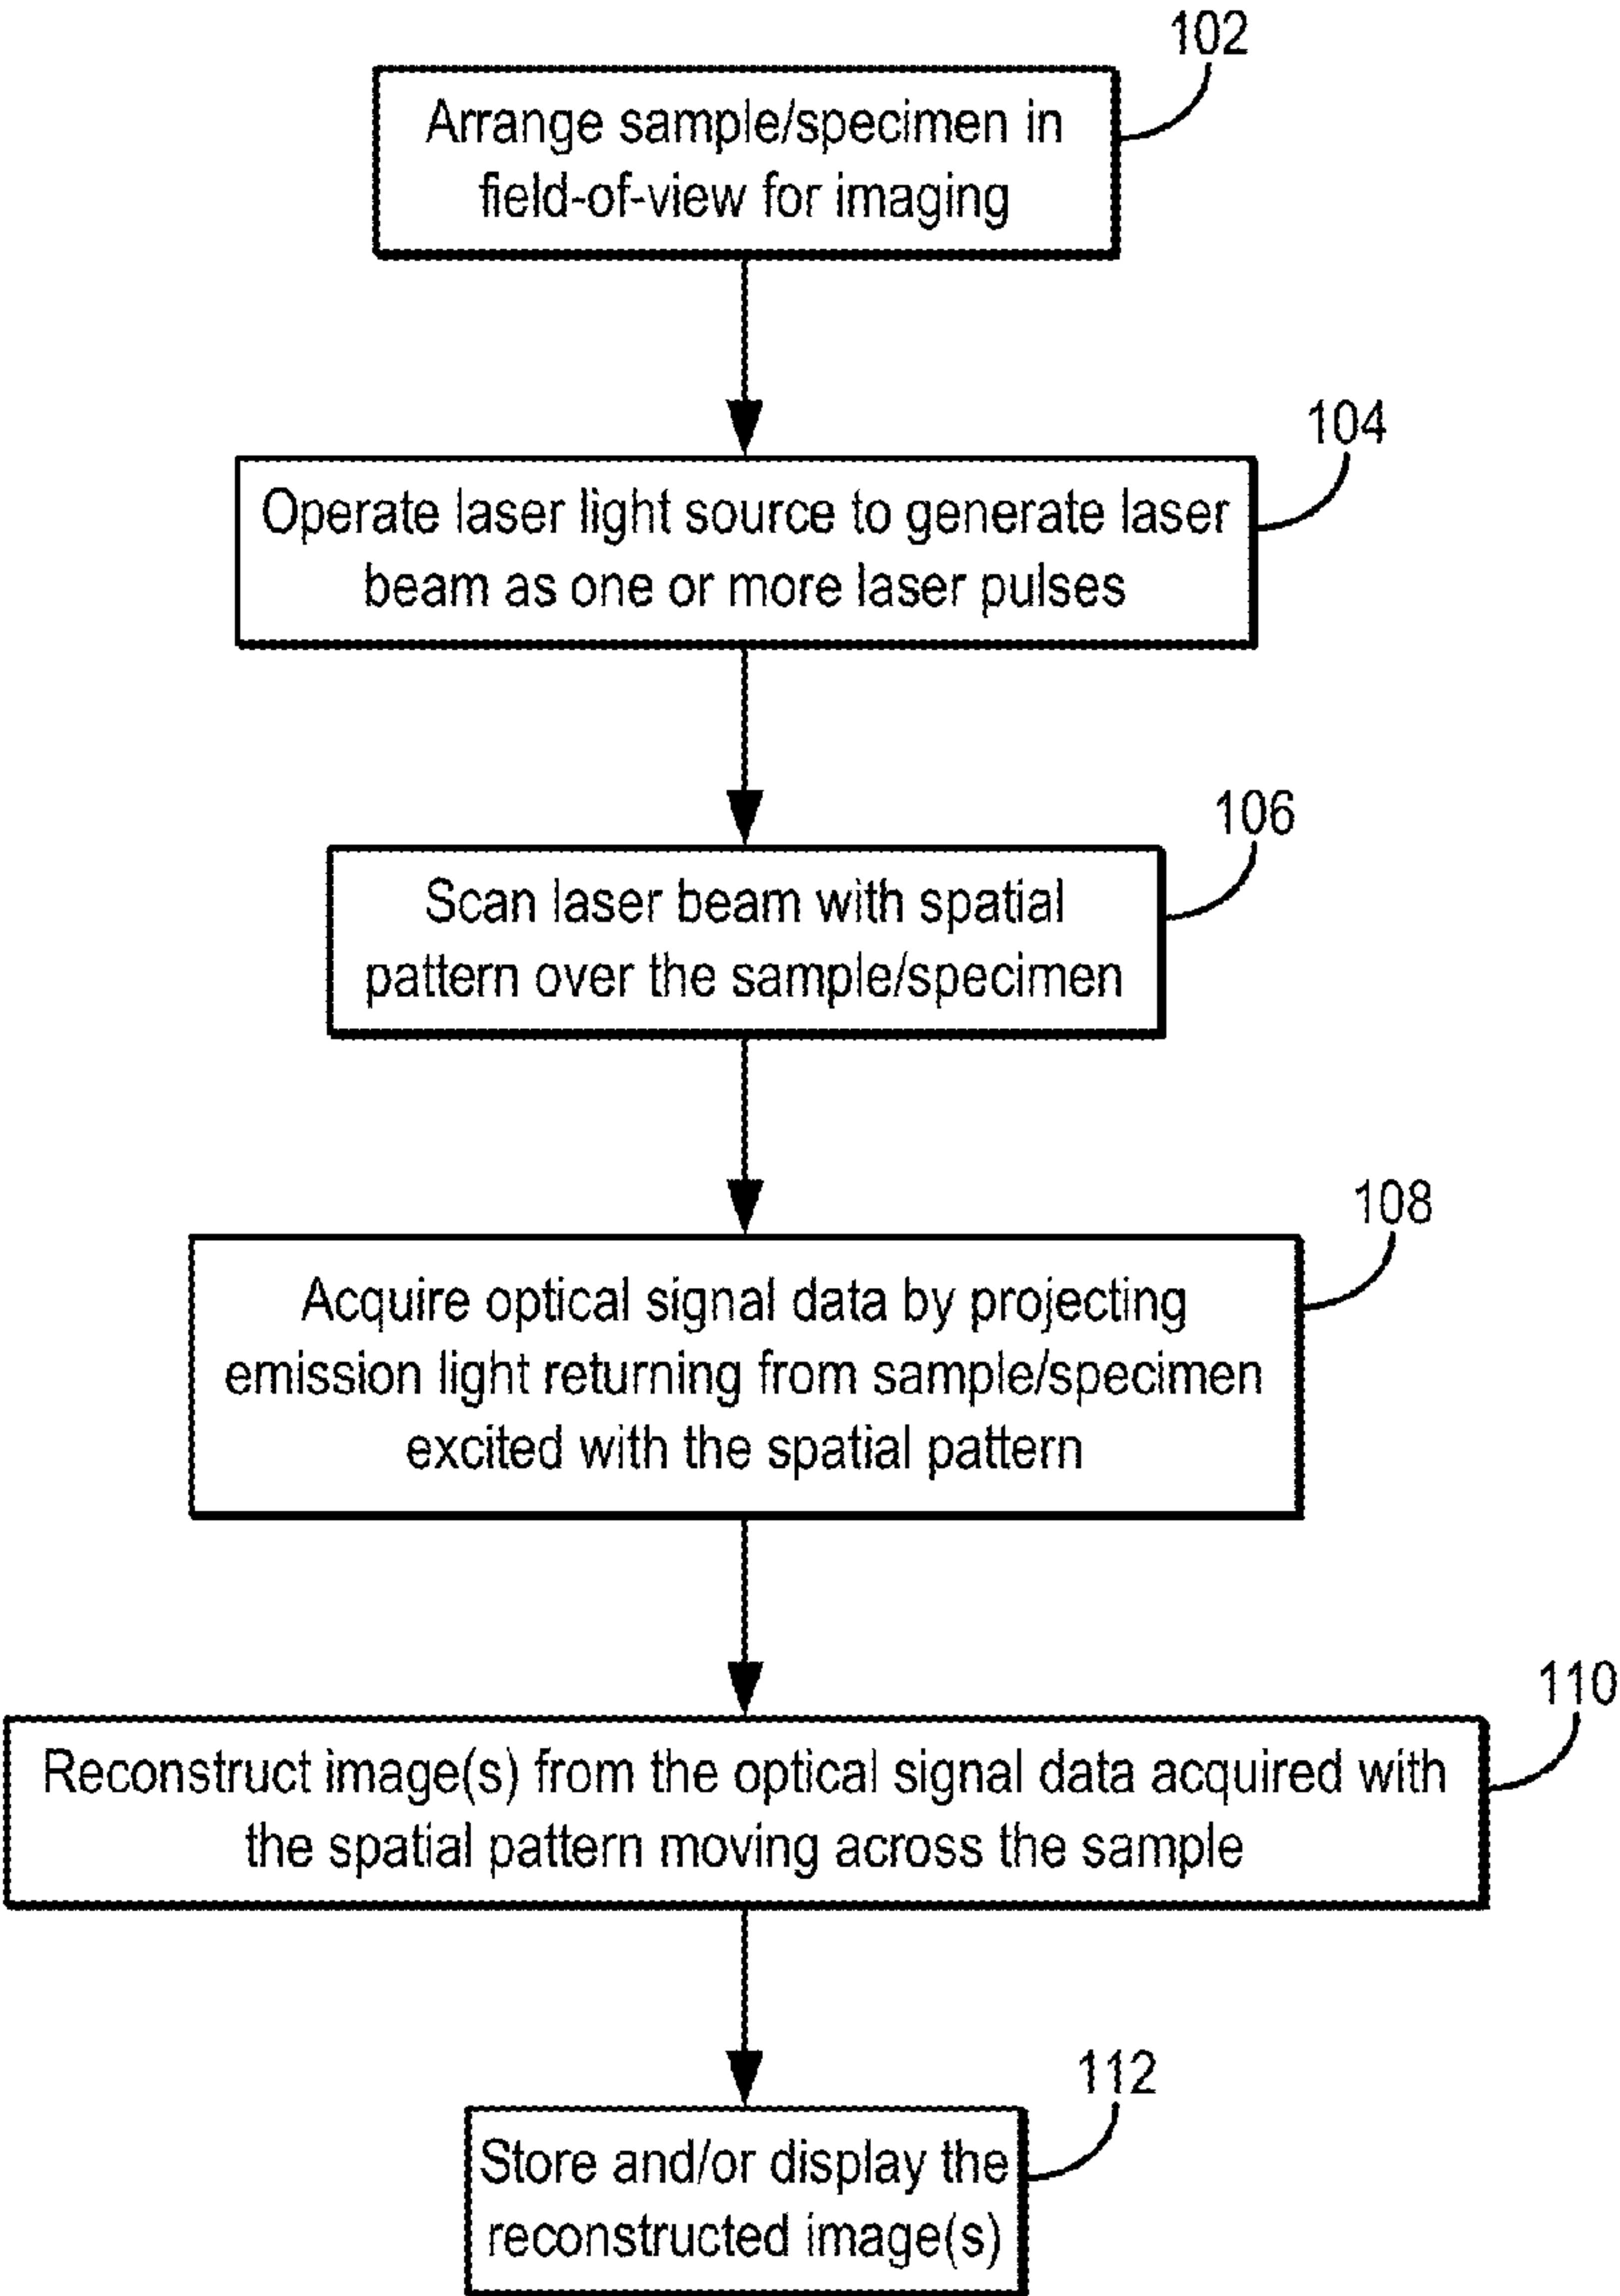 102
Arrange sample/specimen in
field-of-view for imaging
104
Operate laser light source to generate laser
beam as one or more laser pulses
106
Scan laser beam with spatial
pattern over the sample/specimen
108
Acquire optical signal data by projecting
emission light returning from sample/specimen
excited with the spatial pattern
110
Reconstruct image(s) from the optical signal data acquired with
the spatial pattern moving across the sample
112
Store and/or display the
reconstructed image(s)